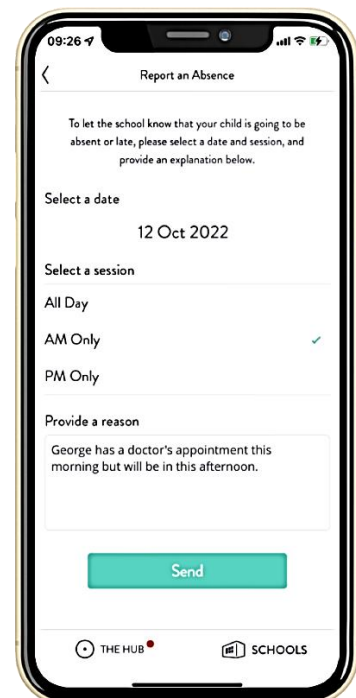 09:26
Report an Absence
To let the school know that your child is going to be
absent or late, please select a date and session, and
provide an explanation below.
Select a date
12 Oct 2022
Select a session
All Day
AM Only
PM Only
Provide a reason
George has a doctor's appointment this
morning but will be in this afternoon.
Send
THE HUB
SCHOOLS